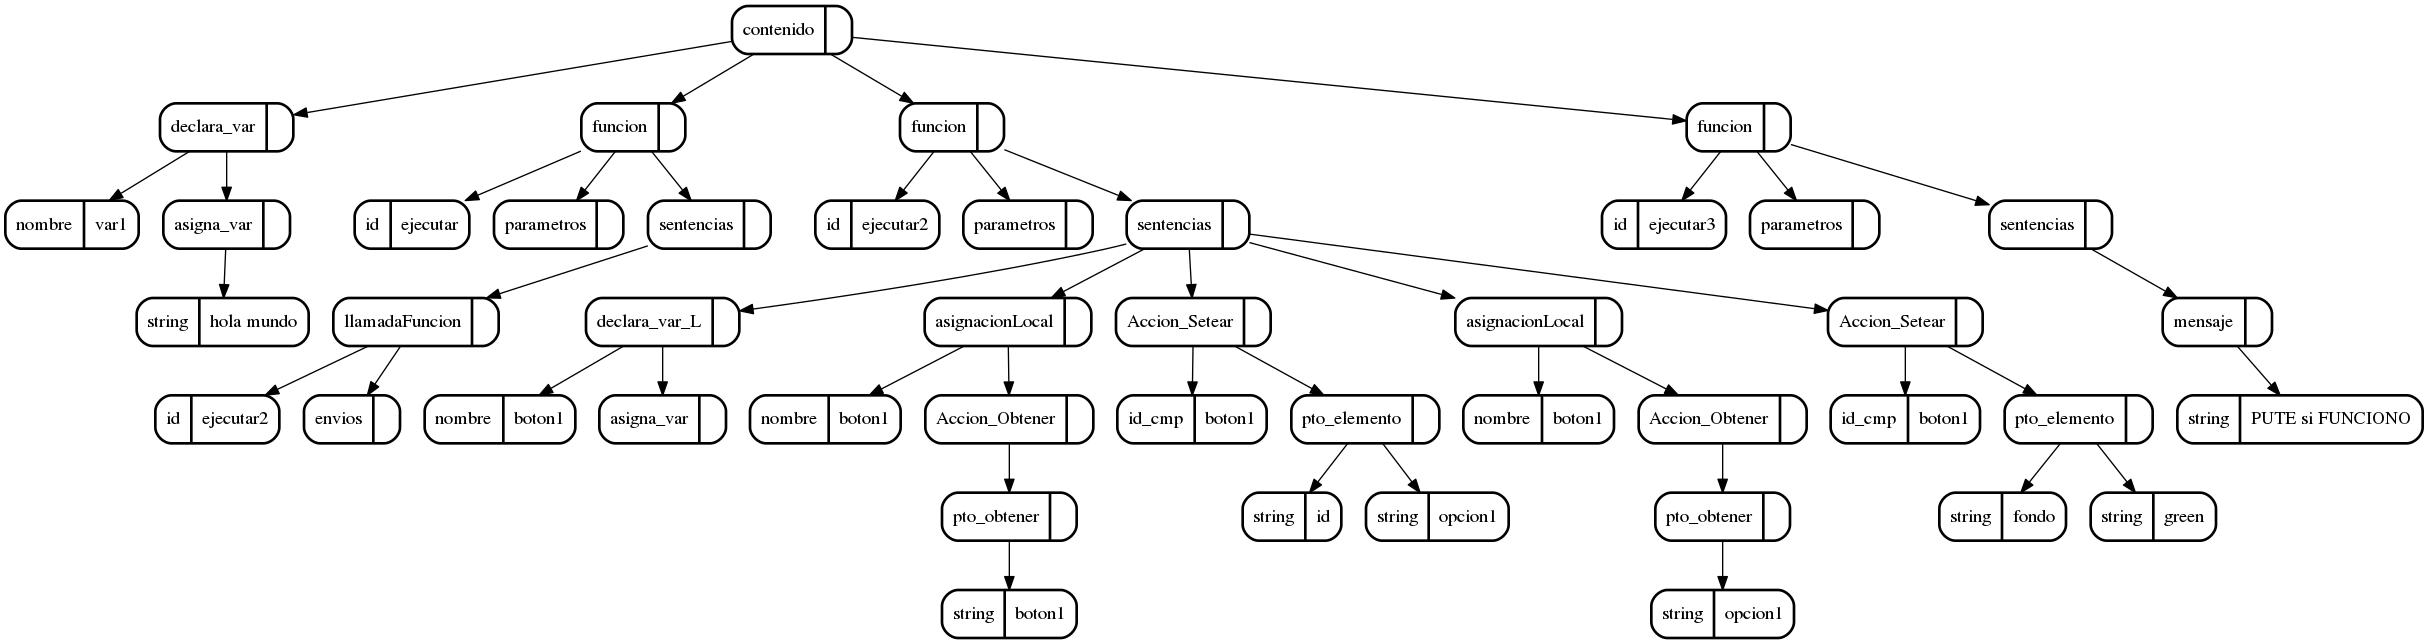 contenido
declara_var
funcion
funcion
funcion
nombre var1
asigna_var
id ejecutar
parametros
sentencias
id ejecutar2
parametros
sentencias
id ejecutar3
parametros
sentencias
string hola mundo
llamadaFuncion
declara_var_L
asignacionLocal
Accion_Setear
asignacionLocal
Accion_Setear
mensaje
id ejecutar2
envios
nombre boton1
asigna_var
nombre boton1
Accion_Obtener
id_cmp boton1
pto_elemento
nombre boton1
Accion_Obtener
id_cmp boton1
pto_elemento
string PUTE si FUNCIONO
pto_obtener
string id
string opcion1
pto_obtener
string fondo
string green
string boton1
string opcion1